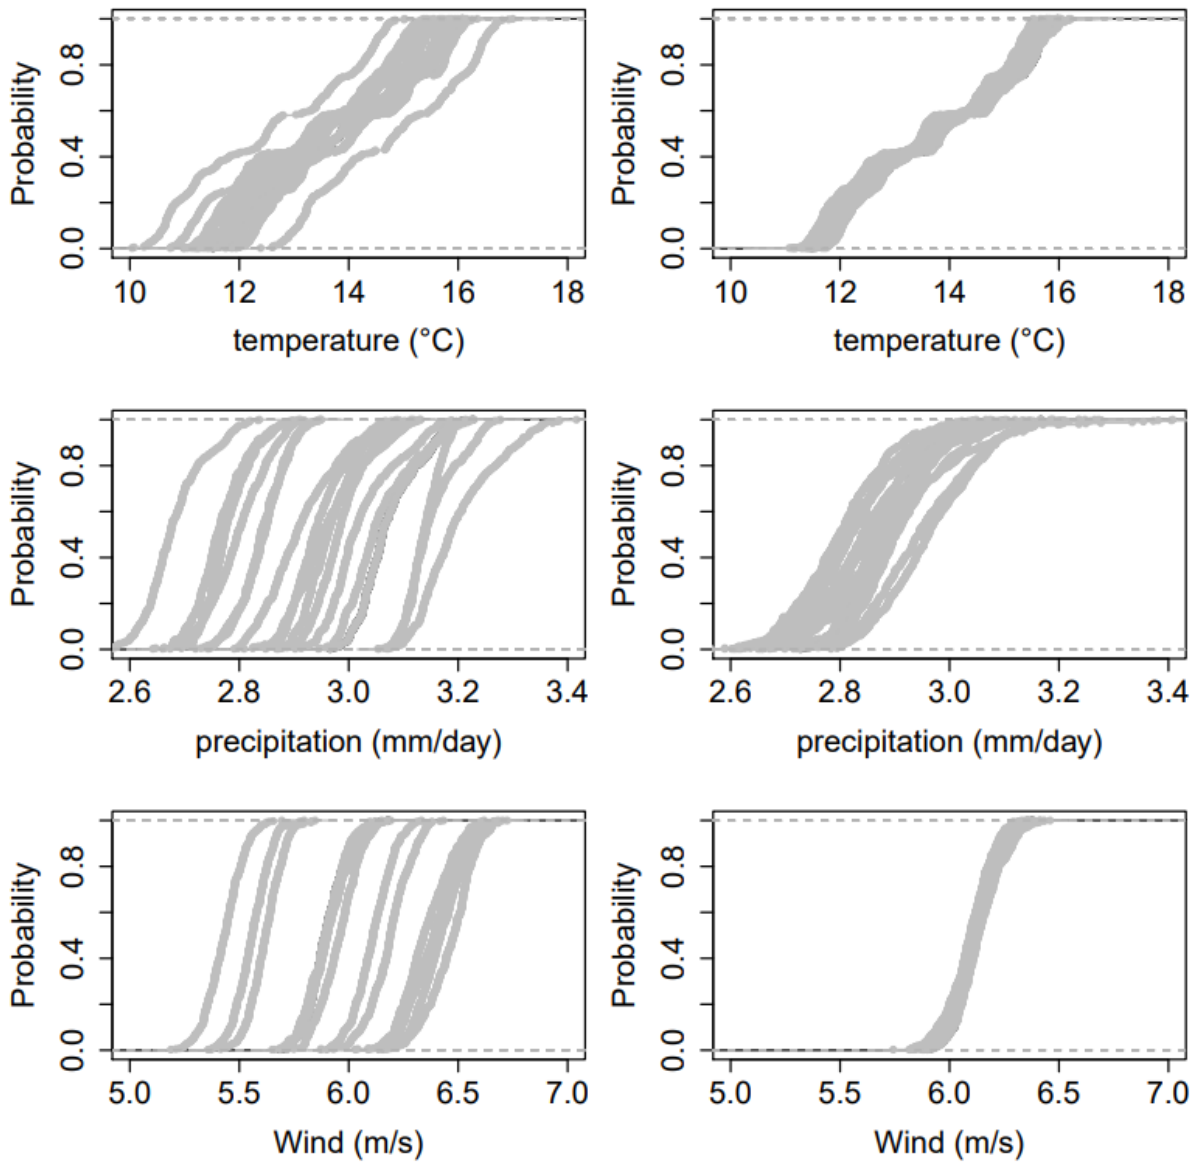 Probability
0.0 0.4 0.8
10 12 14 16 18
temperature (°C)
Probability
0.0 0.4 0.8
10 12 14 16 18
temperature (°C)
Probability
0.0 0.4 0.8
2.6 2.8 3.0 3.2 3.4
precipitation (mm/day)
Probability
0.0 0.4 0.8
2.6 2.8 3.0 3.2 3.4
precipitation (mm/day)
Probability
0.0 0.4 0.8
5.0 5.5 6.0 6.5 7.0
Wind (m/s)
Probability
0.0 0.4 0.8
5.0 5.5 6.0 6.5 7.0
Wind (m/s)